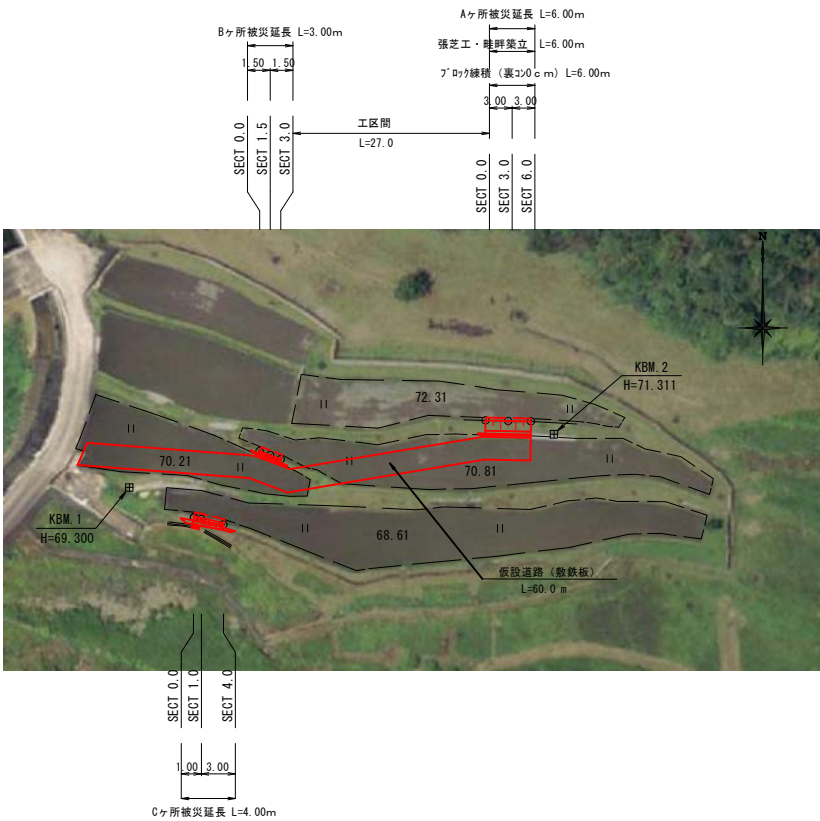 Aヶ所被災延長 L=6.00m
Bヶ所被災延長 L=3.00m
張芝工・畦畔築立 L=6.00m
1.50 1.50
ブロック練積（裏コン0ｃｍ）L=6.00m
3.00 3.00
工区間
L=27.0
SECT 0.0
SECT 1.5
SECT 3.0
SECT 0.0
SECT 3.0
SECT 6.0
N
KBM.2
H=71.311
72.31
70.21
70.81
KBM.1
H=69.300
68.61
仮設道路（敷鉄板）
L=60.0 m
SECT 0.0
SECT 1.0
SECT 4.0
1.00 3.00
Cヶ所被災延長 L=4.00m